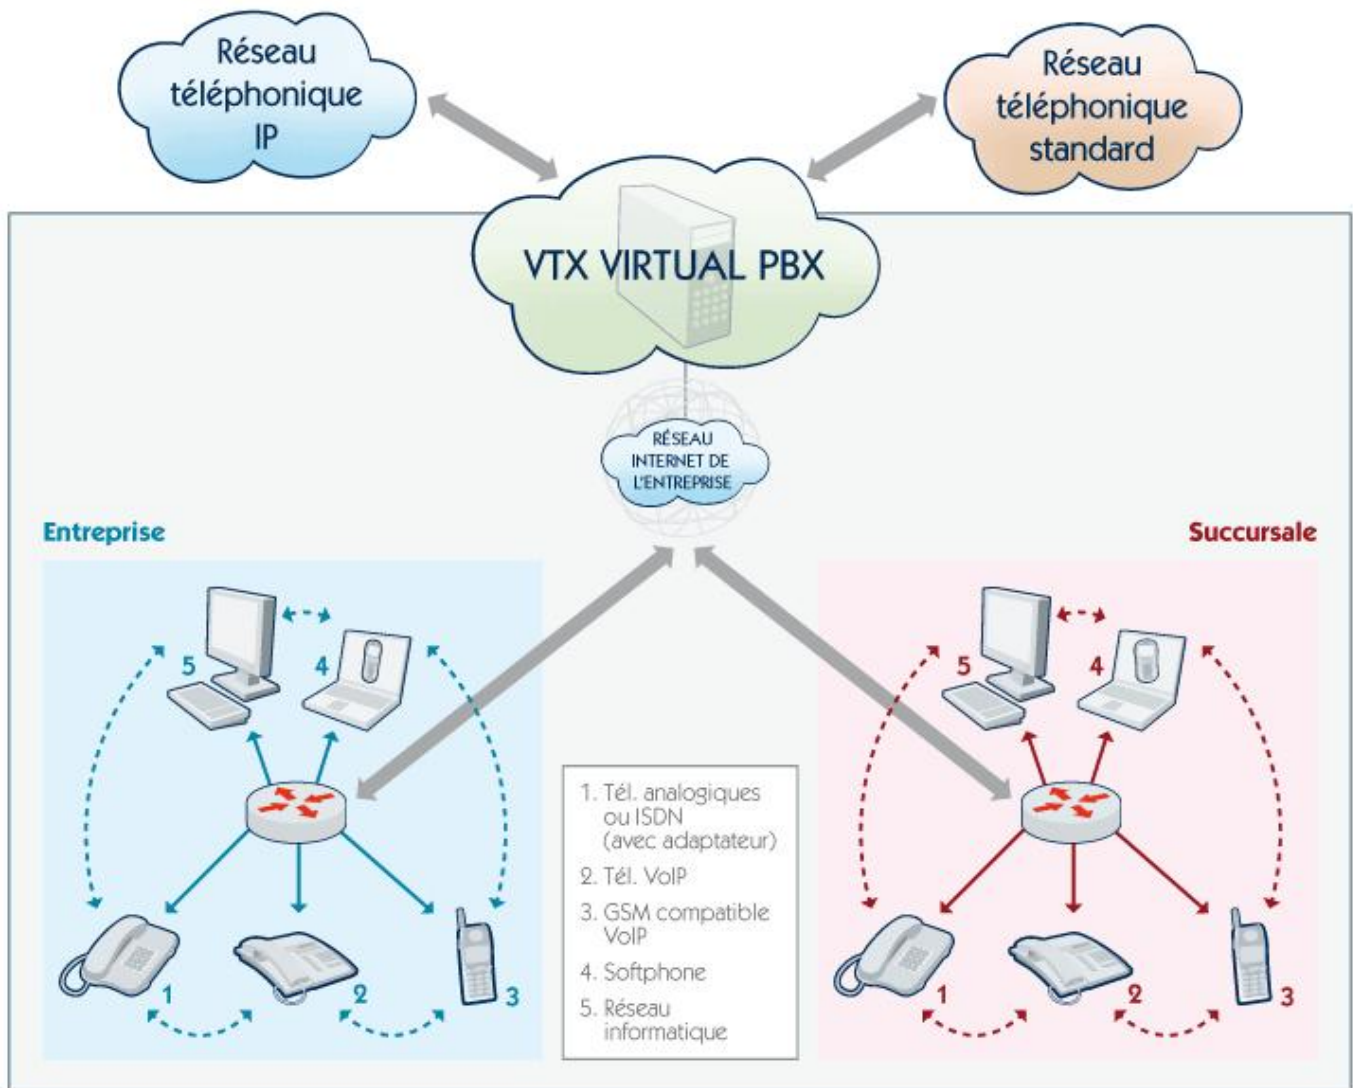 Réseau
téléphonique
IP
Réseau
téléphonique
standard
VTX VIRTUAL PBX
RÉSEAU
INTERNET DE
L'ENTREPRISE
Entreprise
Succursale
5
4
1
2
3
1. Tél. analogiques
ou ISDN
(avec adaptateur)
2. Tél. VoIP
3. GSM compatible
VoIP
4. Softphone
5. Réseau
informatique
5
4
1
2
3